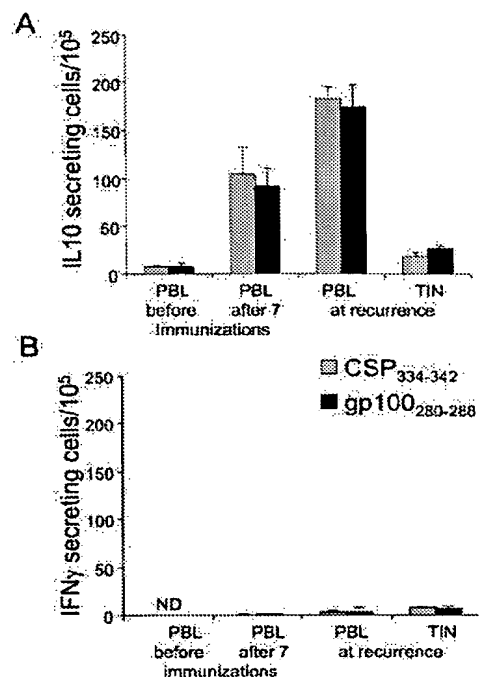 A
IL10 secreting cells/10⁵
250
200
150
100
50
0
PBL PBL PBL TIN
before after 7 at recurrence
immunizations
B
CSP₃₃₄₋₃₄₂
gp100₂₈₀₋₂₈₈
IFNγ secreting cells/10⁵
250
200
150
100
50
0
ND
PBL PBL PBL TIN
before after 7 at recurrence
immunizations